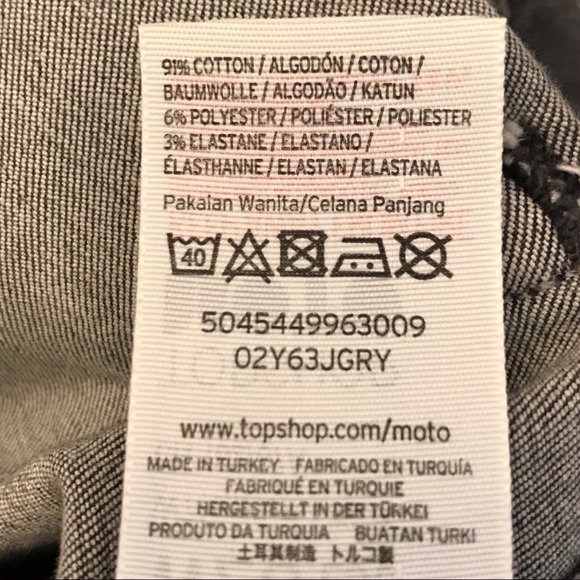 91% COTTON / ALGODÓN / COTON /
BAUMWOLLE / ALGODÃO / KATUN
6% POLYESTER / POLIÉSTER / POLIESTER
3% ELASTANE / ELASTANO /
ÉLASTHANNE / ELASTAN / ELASTANA
Pakaian Wanita/Celana Panjang
40
5045449963009
02Y63JGRY
www.topshop.com/moto
MADE IN TURKEY FABRICADO EN TURQUÍA
FABRIQUÉ EN TURQUIE
HERGESTELLT IN DER TÜRKEI
PRODUTO DA TURQUIA BUATAN TURKI
土耳其制造 トルコ製